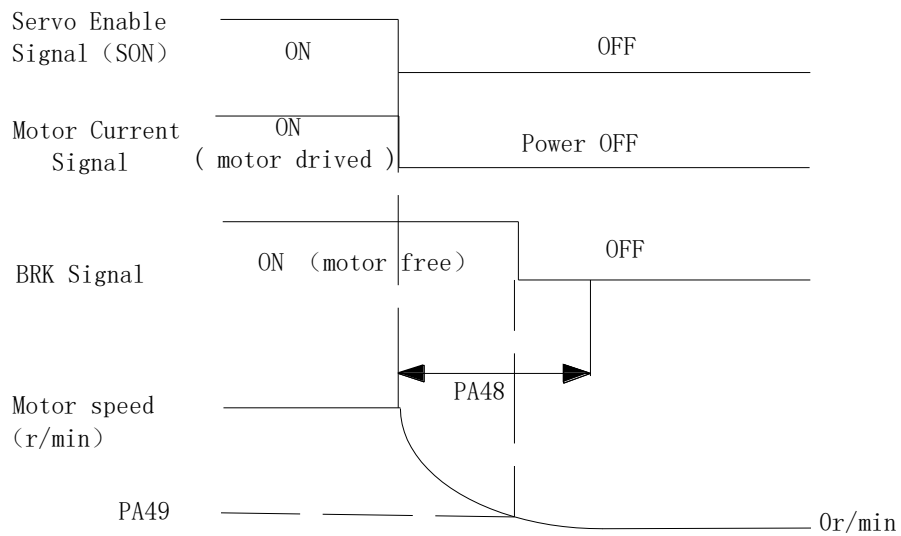 Servo Enable
Signal（SON）
ON
OFF
Motor Current
Signal
ON
( motor drived )
Power OFF
BRK Signal
ON （motor free）
OFF
PA48
Motor speed
（r/min）
PA49
0r/min